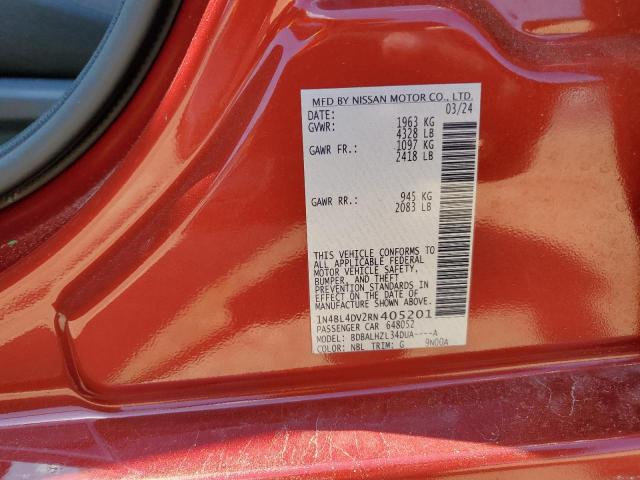 MFD BY NISSAN MOTOR CO., LTD.
DATE: 03/24
GVWR: 1963 KG
4328 LB
GAWR FR.: 1097 KG
2418 LB
GAWR RR.: 945 KG
2083 LB
THIS VEHICLE CONFORMS TO
ALL APPLICABLE FEDERAL
MOTOR VEHICLE SAFETY,
BUMPER, AND THEFT
PREVENTION STANDARDS IN
EFFECT ON THE DATE OF
MANUFACTURE SHOWN ABOVE.
1N4BL4DV2RN405201
PASSENGER CAR 648052
MODEL: BDBALHZL34DUA----A
COLOR: NBL TRIM: G 9N00A